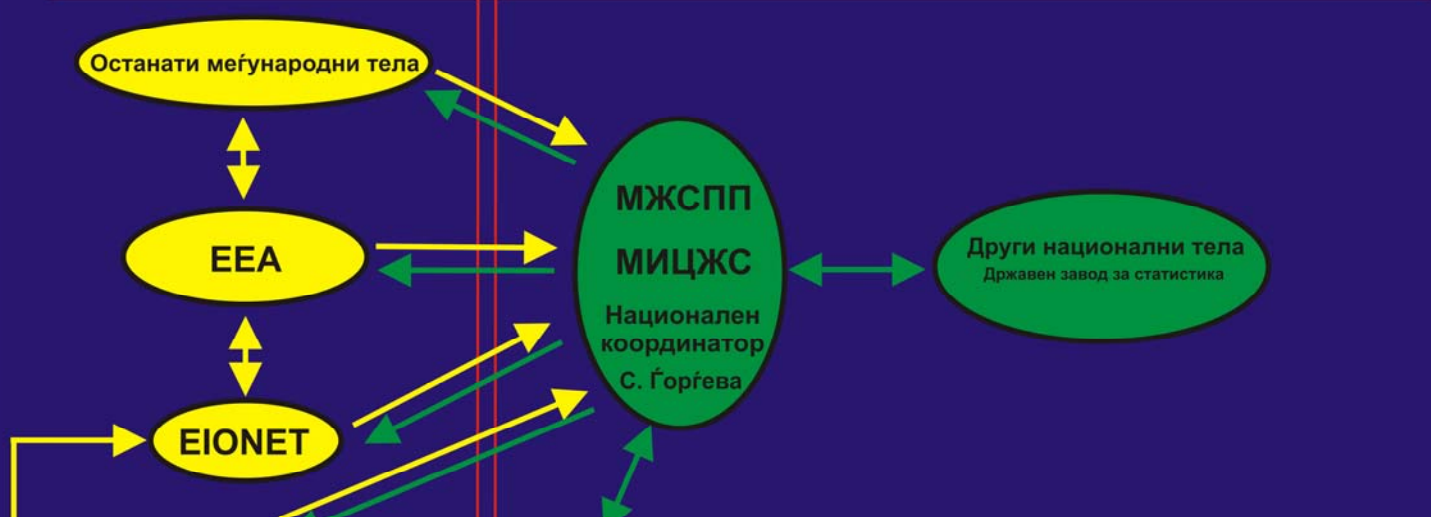 Останати меѓународни тела
ЕЕА
EIONET
МЖСПП
МИЦЖС
Национален
координатор
С. Ѓорѓева
Други национални тела
Државен завод за статистика